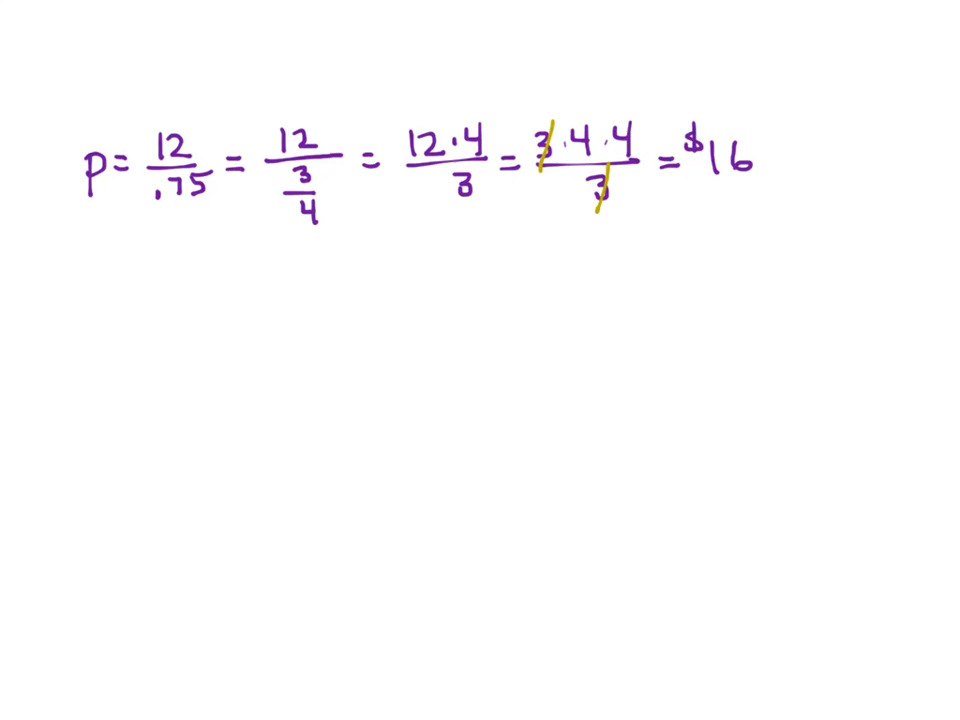 p = 12/.75 = 12/(3/4) = 12·4/3 = 3·4·4/3 = $16